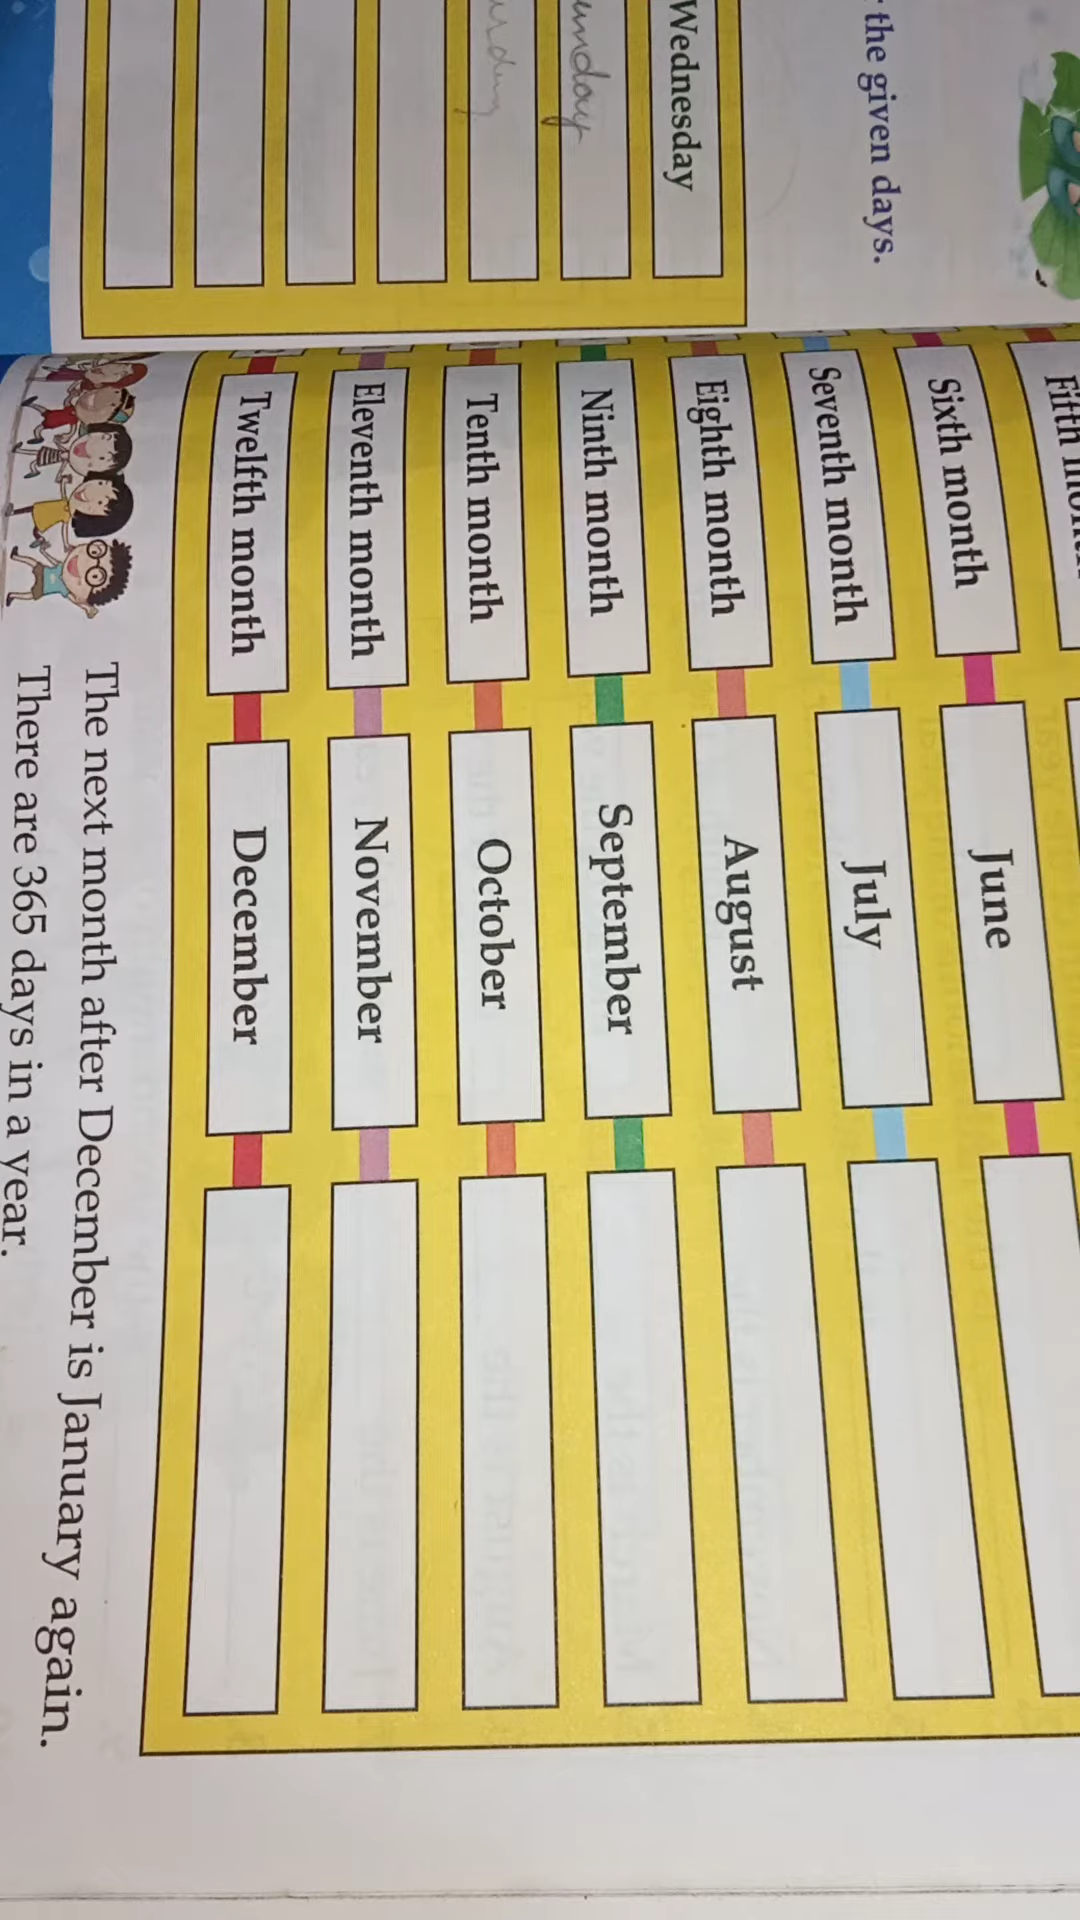 the given days.
Wednesday
Sixth month June
Seventh month July
Eighth month August
Ninth month September
Tenth month October
Eleventh month November
Twelfth month December
The next month after December is January again.
There are 365 days in a year.